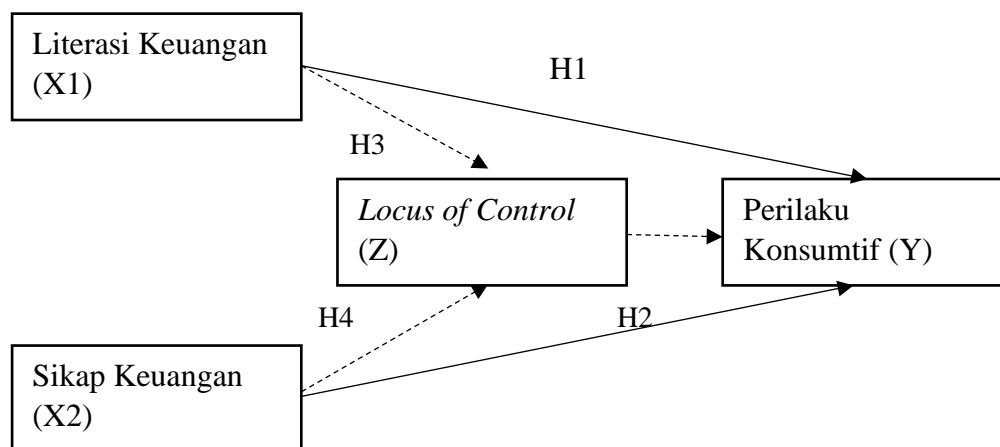 Literasi Keuangan
(X1)
H1
H3
Locus of Control
(Z)
Perilaku
Konsumtif (Y)
H4
H2
Sikap Keuangan
(X2)